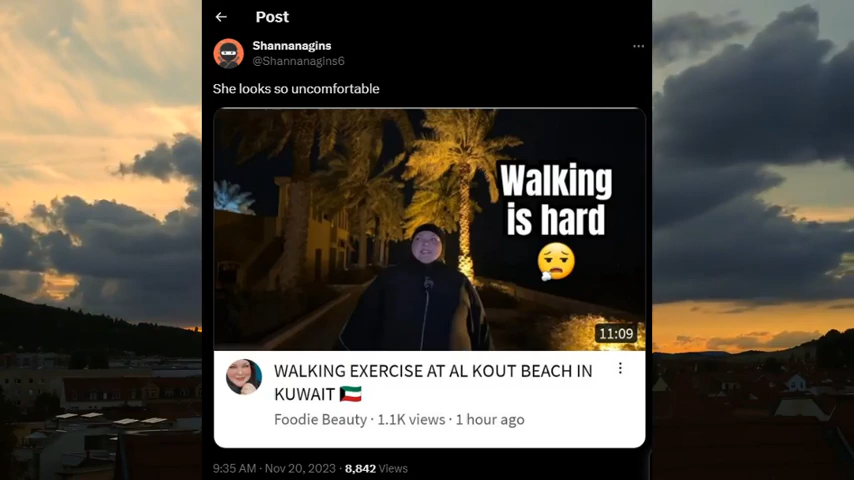 Post
Shannanagins
@Shannanagins6
She looks so uncomfortable
Walking
is hard
11:09
WALKING EXERCISE AT AL KOUT BEACH IN
KUWAIT 🇰🇼
Foodie Beauty · 1.1K views · 1 hour ago
9:35 AM · Nov 20, 2023 · 8,842 Views